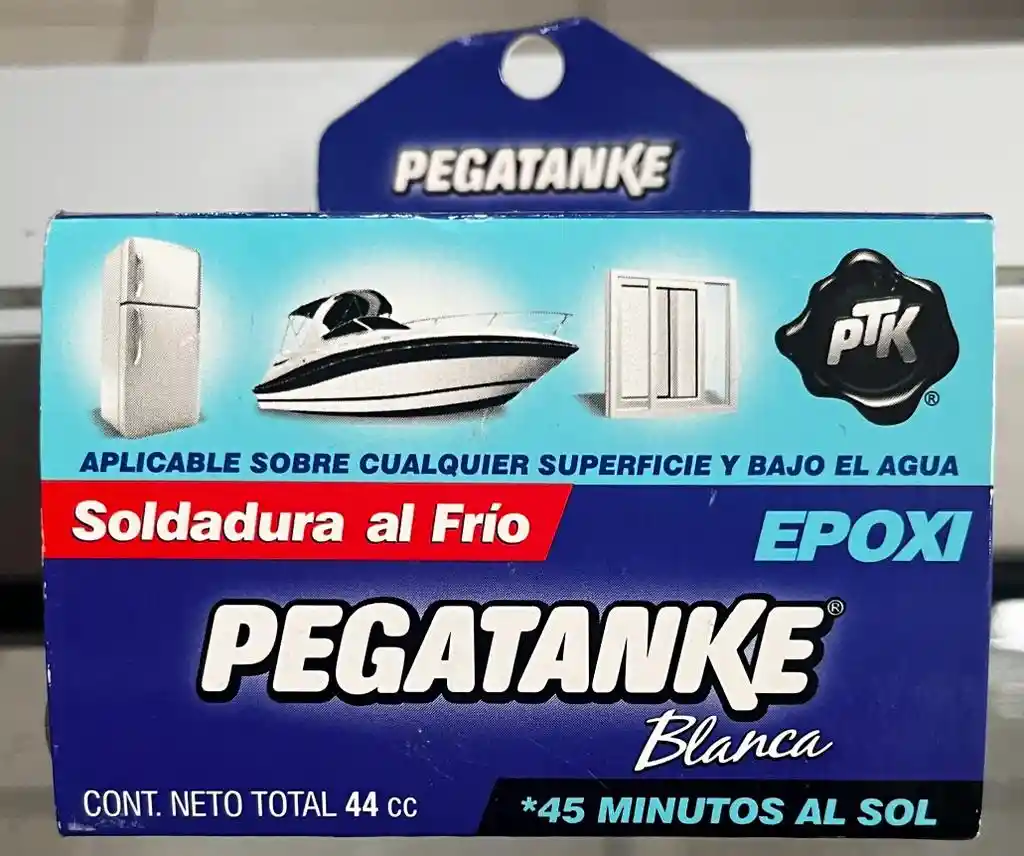 PEGATANKE
PTK
®
APLICABLE SOBRE CUALQUIER SUPERFICIE Y BAJO EL AGUA
Soldadura al Frío
EPOXI
PEGATANKE®
Blanca
CONT. NETO TOTAL 44 cc
*45 MINUTOS AL SOL